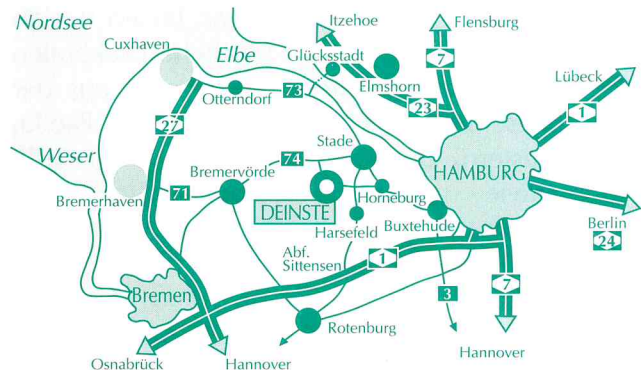 Nordsee
Itzehoe
Flensburg
Cuxhaven
Elbe
Glücksstadt
7
Lübeck
Elmshorn
73
Otterndorf
23
1
27
Stade
Weser
74
Bremervörde
HAMBURG
71
Bremerhaven
DEINSTE
Horneburg
Harsefeld
Buxtehude
Berlin
24
Abf.
Sittensen
1
7
Bremen
3
Rotenburg
Osnabrück
Hannover
Hannover